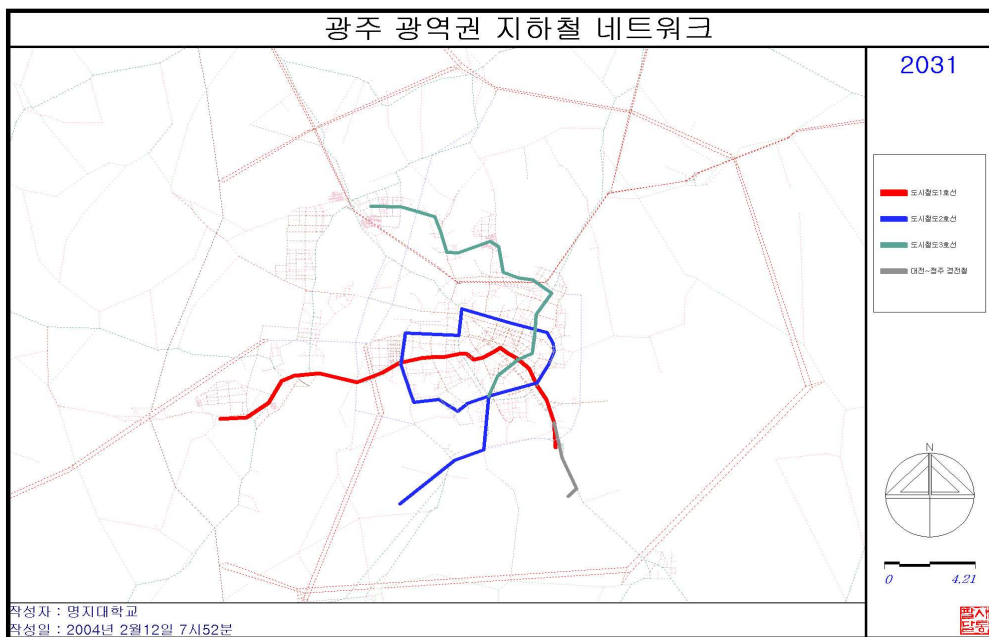 광주 광역권 지하철 네트워크
2031
도시철도1호선
도시철도2호선
도시철도3호선
대전~청주 경전철
N
0 4.21
작성자 : 명지대학교
작성일 : 2004년 2월12일 7시52분